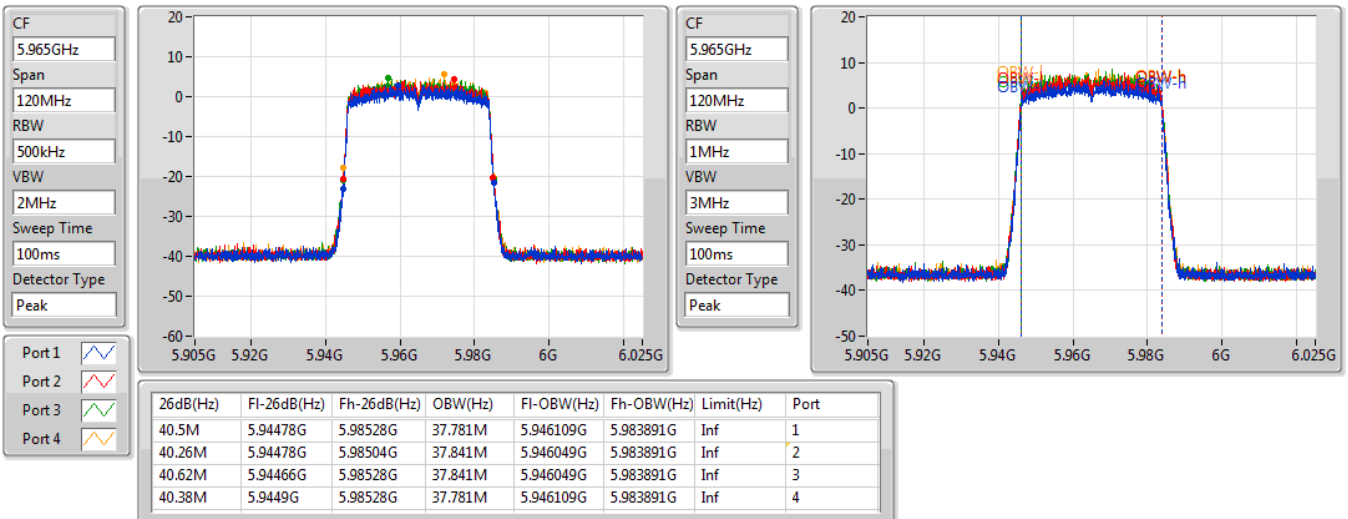 CF
5.965GHz
Span
120MHz
RBW
500kHz
VBW
2MHz
Sweep Time
100ms
Detector Type
Peak
20
10
0
-10
-20
-30
-40
-50
-60
5.905G 5.92G 5.94G 5.96G 5.98G 6G 6.025G
CF
5.965GHz
Span
120MHz
RBW
1MHz
VBW
3MHz
Sweep Time
100ms
Detector Type
Peak
20
10
0
-10
-20
-30
-40
-50
OBW-h
5.905G 5.92G 5.94G 5.96G 5.98G 6G 6.025G
Port 1
Port 2
Port 3
Port 4
26dB(Hz) Fl-26dB(Hz) Fh-26dB(Hz) OBW(Hz) Fl-OBW(Hz) Fh-OBW(Hz) Limit(Hz) Port
40.5M 5.94478G 5.98528G 37.781M 5.946109G 5.983891G Inf 1
40.26M 5.94478G 5.98504G 37.841M 5.946049G 5.983891G Inf 2
40.62M 5.94466G 5.98528G 37.841M 5.946049G 5.983891G Inf 3
40.38M 5.9449G 5.98528G 37.781M 5.946109G 5.983891G Inf 4